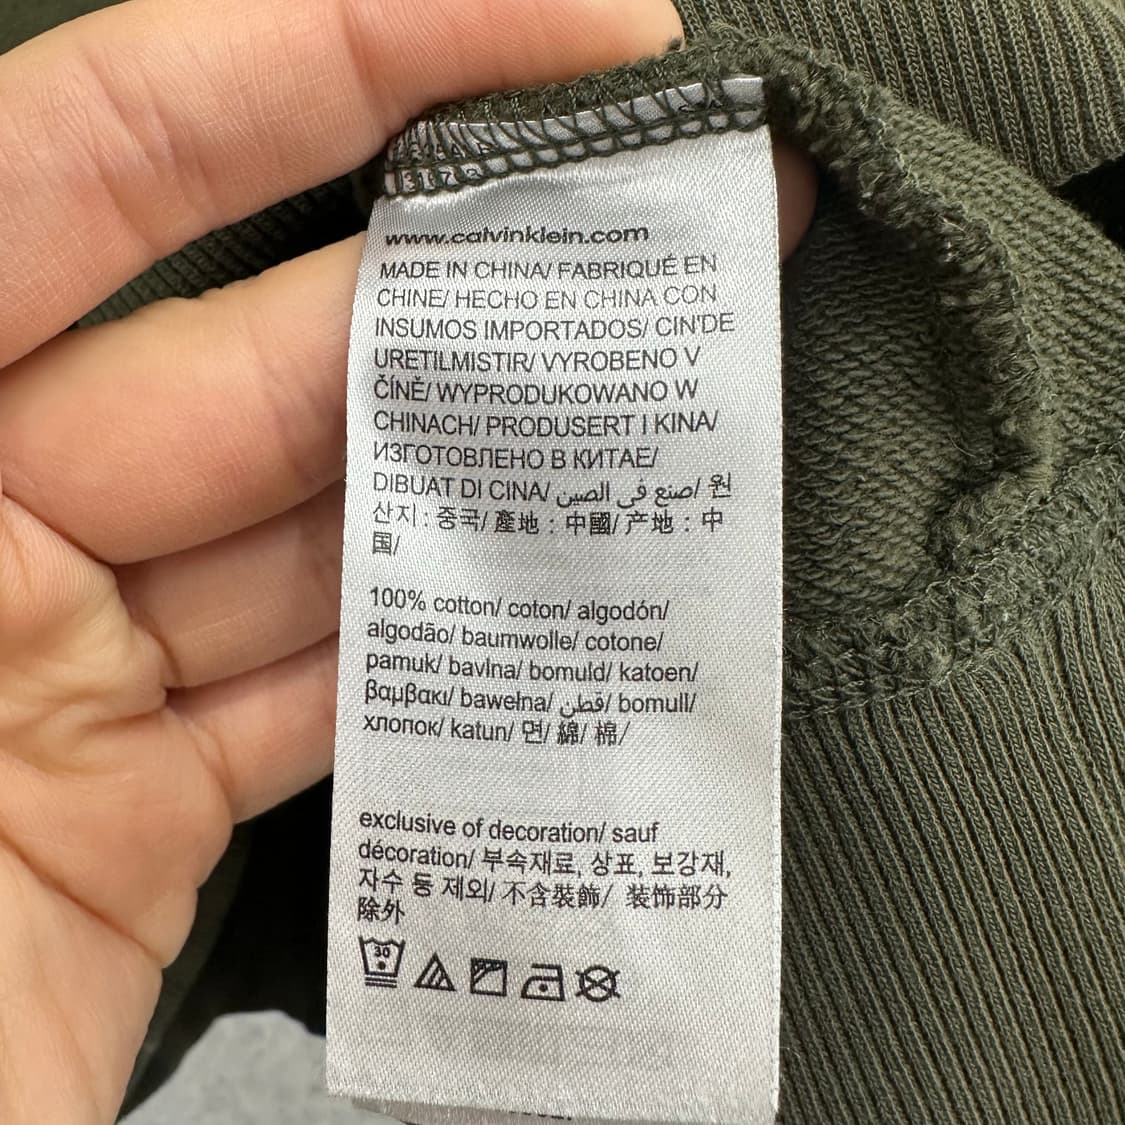 www.calvinklein.com
MADE IN CHINA/ FABRIQUÉ EN
CHINE/ HECHO EN CHINA CON
INSUMOS IMPORTADOS/ CIN'DE
URETILMISTIR/ VYROBENO V
ČÍNĚ/ WYPRODUKOWANO W
CHINACH/ PRODUSERT I KINA/
ИЗГОТОВЛЕНО В КИТАЕ/
DIBUAT DI CINA/ صنع في الصين/ 원
산지 : 중국/ 產地 : 中國/ 产地 : 中
国/
100% cotton/ coton/ algodón/
algodão/ baumwolle/ cotone/
pamuk/ bavlna/ bomuld/ katoen/
βαμβακι/ bawełna/ قطن/ bomull/
хлопок/ katun/ 면/ 綿/ 棉/
exclusive of decoration/ sauf
décoration/ 부속재료, 상표, 보강재,
자수 등 제외/ 不含裝飾/ 装饰部分
除外
30